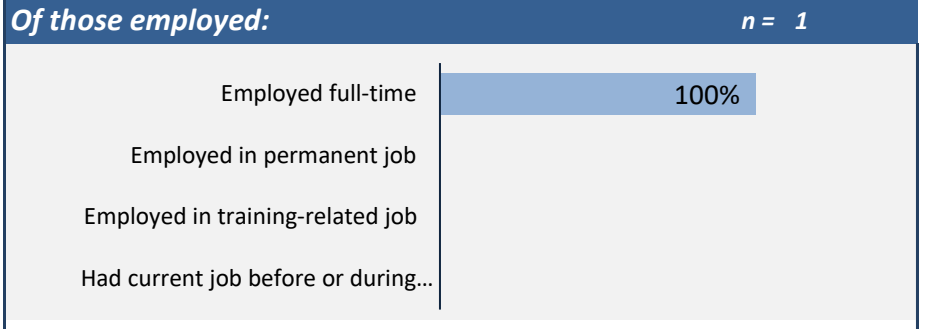 Of those employed: n = 1
Employed full-time 100%
Employed in permanent job
Employed in training-related job
Had current job before or during…